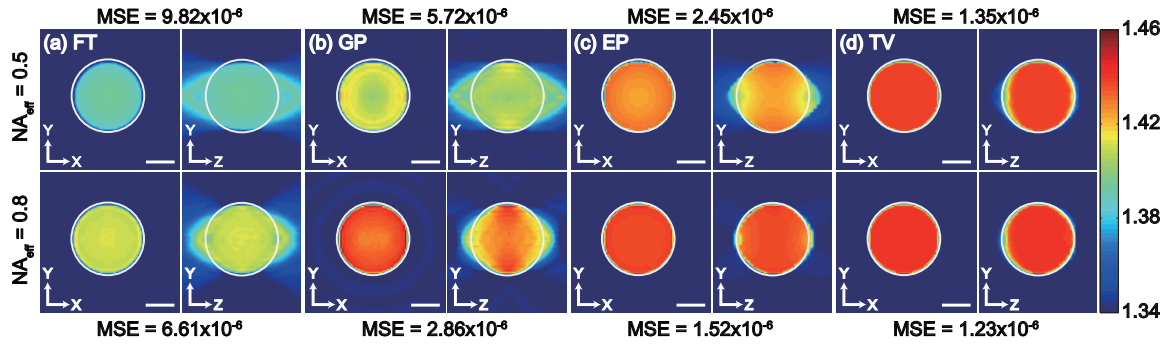 MSE = 9.82x10⁻⁶ MSE = 5.72x10⁻⁶ MSE = 2.45x10⁻⁶ MSE = 1.35x10⁻⁶
(a) FT (b) GP (c) EP (d) TV 1.46
NAeff = 0.5
Y X Y Z Y X Y Z Y X Y Z Y X Y Z
1.42
1.38
NAeff = 0.8
Y X Y Z Y X Y Z Y X Y Z Y X Y Z
1.34
MSE = 6.61x10⁻⁶ MSE = 2.86x10⁻⁶ MSE = 1.52x10⁻⁶ MSE = 1.23x10⁻⁶